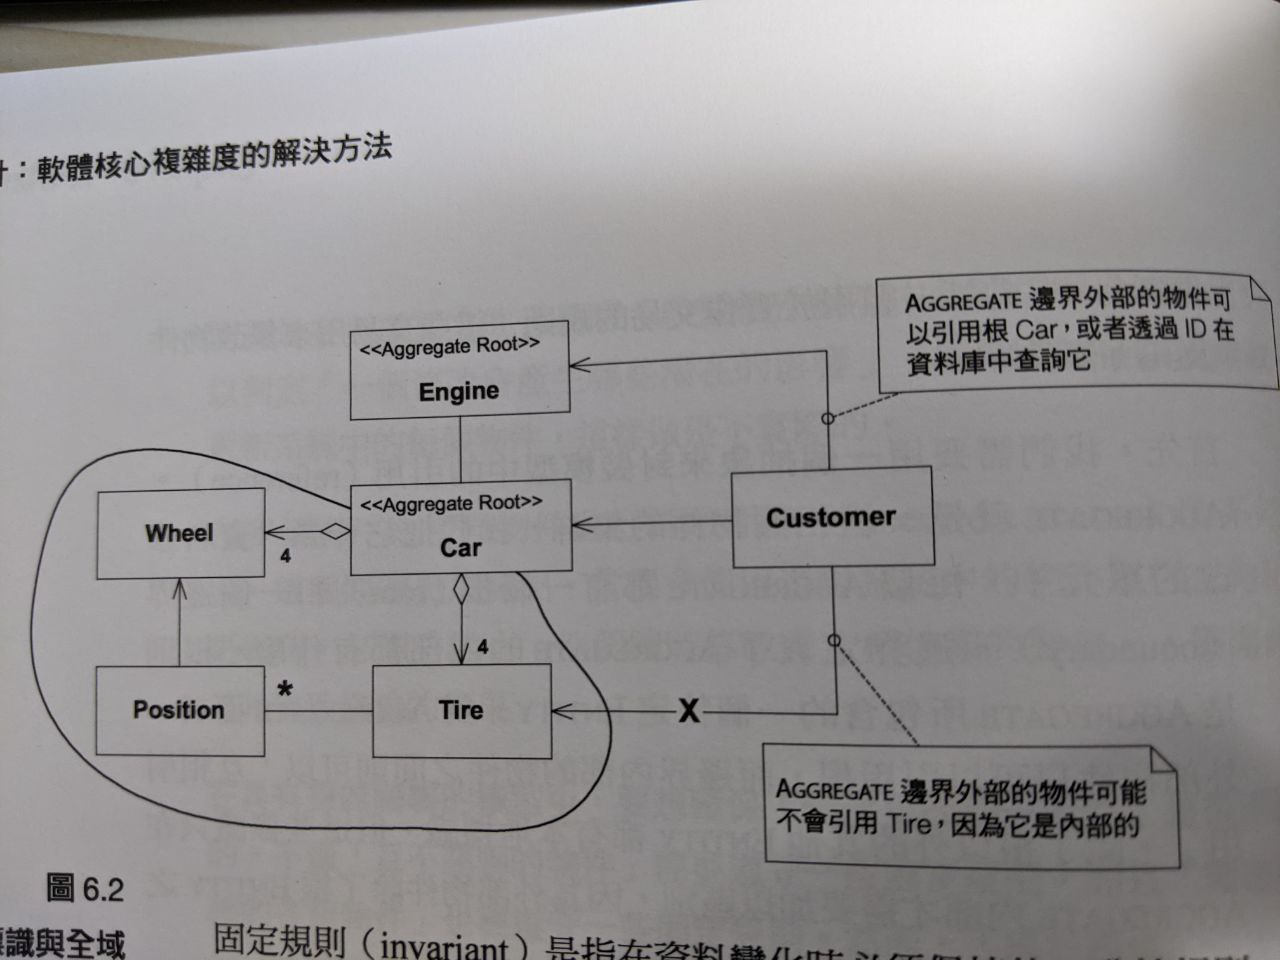 ：軟體核心複雜度的解決方法
AGGREGATE 邊界外部的物件可
以引用根 Car，或者透過 ID 在
資料庫中查詢它
<<Aggregate Root>>
Engine
<<Aggregate Root>>
Car
Wheel
4
Customer
4
Position
*
Tire
X
AGGREGATE 邊界外部的物件可能
不會引用 Tire，因為它是內部的
圖 6.2
識與全域
固定規則（invariant）是指在資料變化時必須